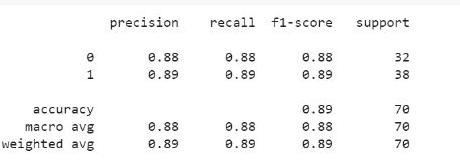 precision recall f1-score support
0 0.88 0.88 0.88 32
1 0.89 0.89 0.89 38
accuracy 0.89 70
macro avg 0.88 0.88 0.88 70
weighted avg 0.89 0.89 0.89 70